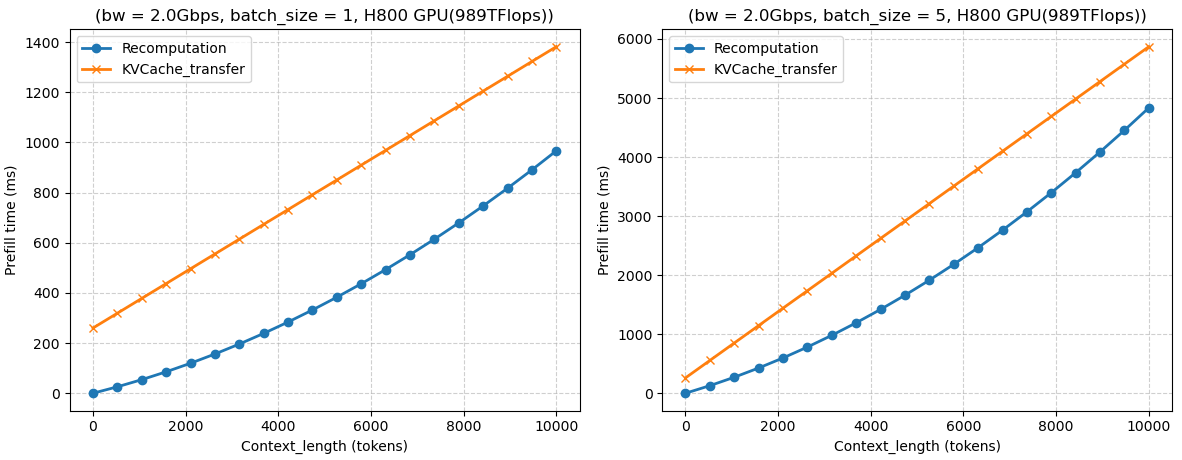 (bw = 2.0Gbps, batch_size = 1, H800 GPU(989TFlops))
Recomputation
KVCache_transfer
Prefill time (ms)
1400
1200
1000
800
600
400
200
0
0 2000 4000 6000 8000 10000
Context_length (tokens)
(bw = 2.0Gbps, batch_size = 5, H800 GPU(989TFlops))
Recomputation
KVCache_transfer
Prefill time (ms)
6000
5000
4000
3000
2000
1000
0
0 2000 4000 6000 8000 10000
Context_length (tokens)